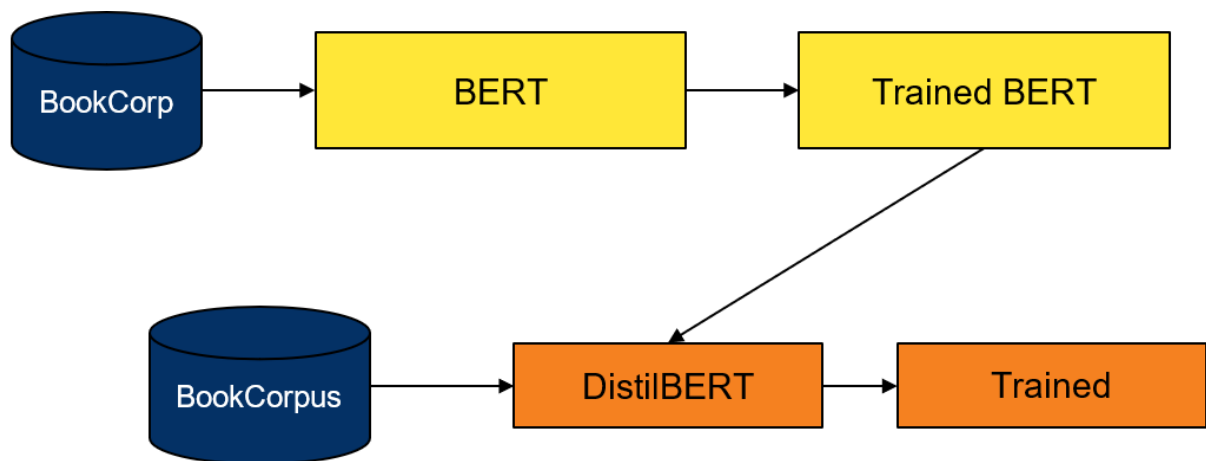 BookCorp
BERT
Trained BERT
BookCorpus
DistilBERT
Trained